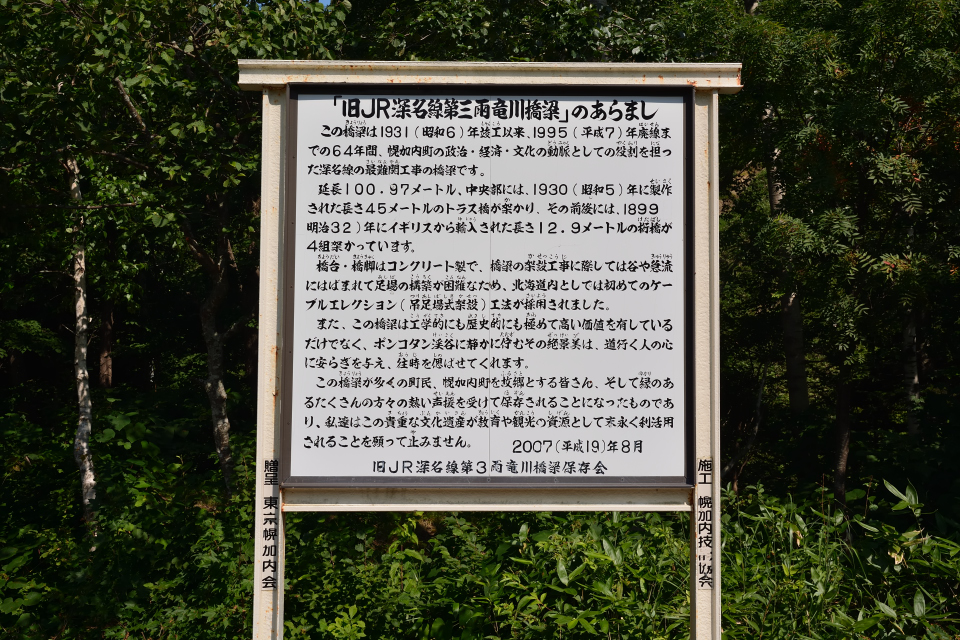 「旧JR深名線第三雨竜川橋梁」のあらまし
この橋梁は1931(昭和6)年竣工以来、1995(平成7)年廃線ま
での64年間、幌加内町の政治・経済・文化の動脈としての役割を担っ
た深名線の最難関工事の橋梁です。
延長100.97メートル、中央部には、1930(昭和5)年に製作
された長さ45メートルのトラス橋が架かり、その前後には、1899
明治32)年にイギリスから輸入された長さ12.9メートルの桁橋が
4組架かっています。
橋台・橋脚はコンクリート製で、橋梁の架設工事に際しては谷や急流
にはばまれて足場の構築が困難なため、北海道内としては初めてのケー
ブルエレクション(吊足場式架設)工法が採用されました。
また、この橋梁は工学的にも歴史的にも極めて高い価値を有している
だけでなく、ポンコタン渓谷に静かに佇むその絶景美は、道行く人の心
に安らぎを与え、往時を偲ばせてくれます。
この橋梁が多くの町民、幌加内町を故郷とする皆さん、そして緑のあ
るたくさんの方々の熱い声援を受けて保存されることになったものであ
り、私達はこの貴重な文化遺産が教育や観光の資源として末永く利活用
されることを願って止みません。 2007(平成19)年8月
旧JR深名線第3雨竜川橋梁保存会
贈呈 東京幌加内会
施工 幌加内技 協会